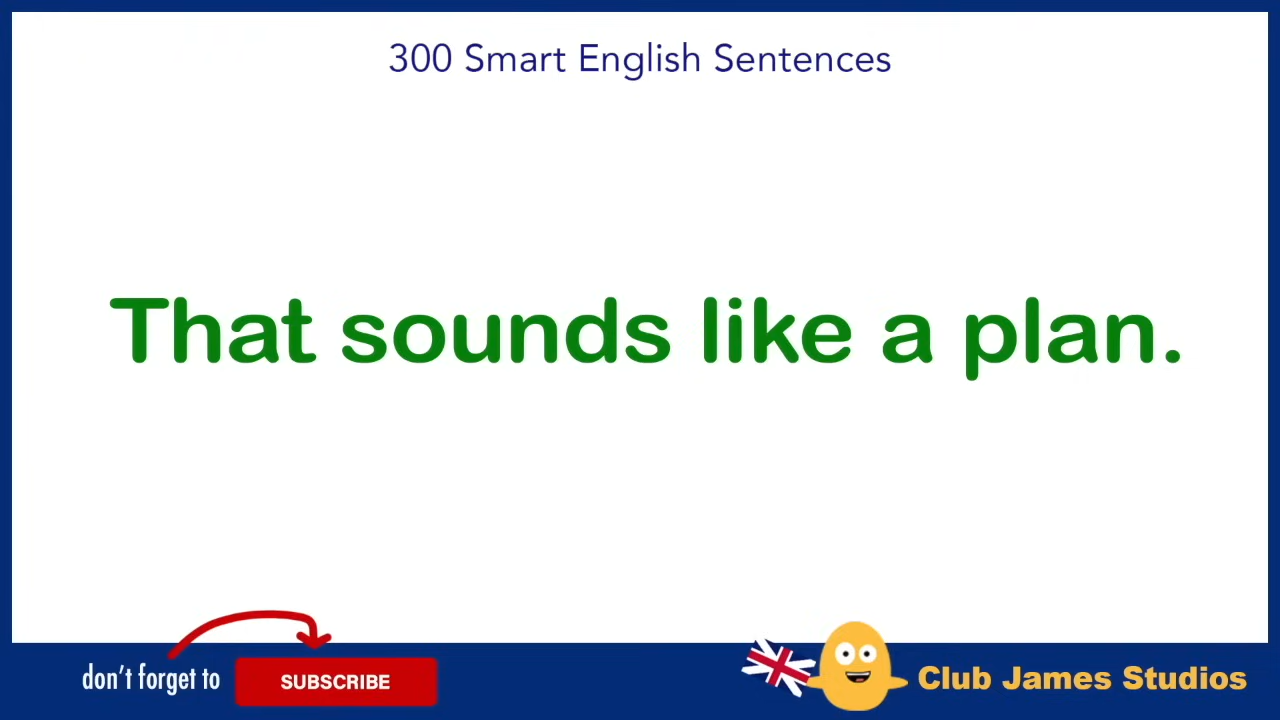 300 Smart English Sentences
That sounds like a plan.
don't forget to SUBSCRIBE
Club James Studios